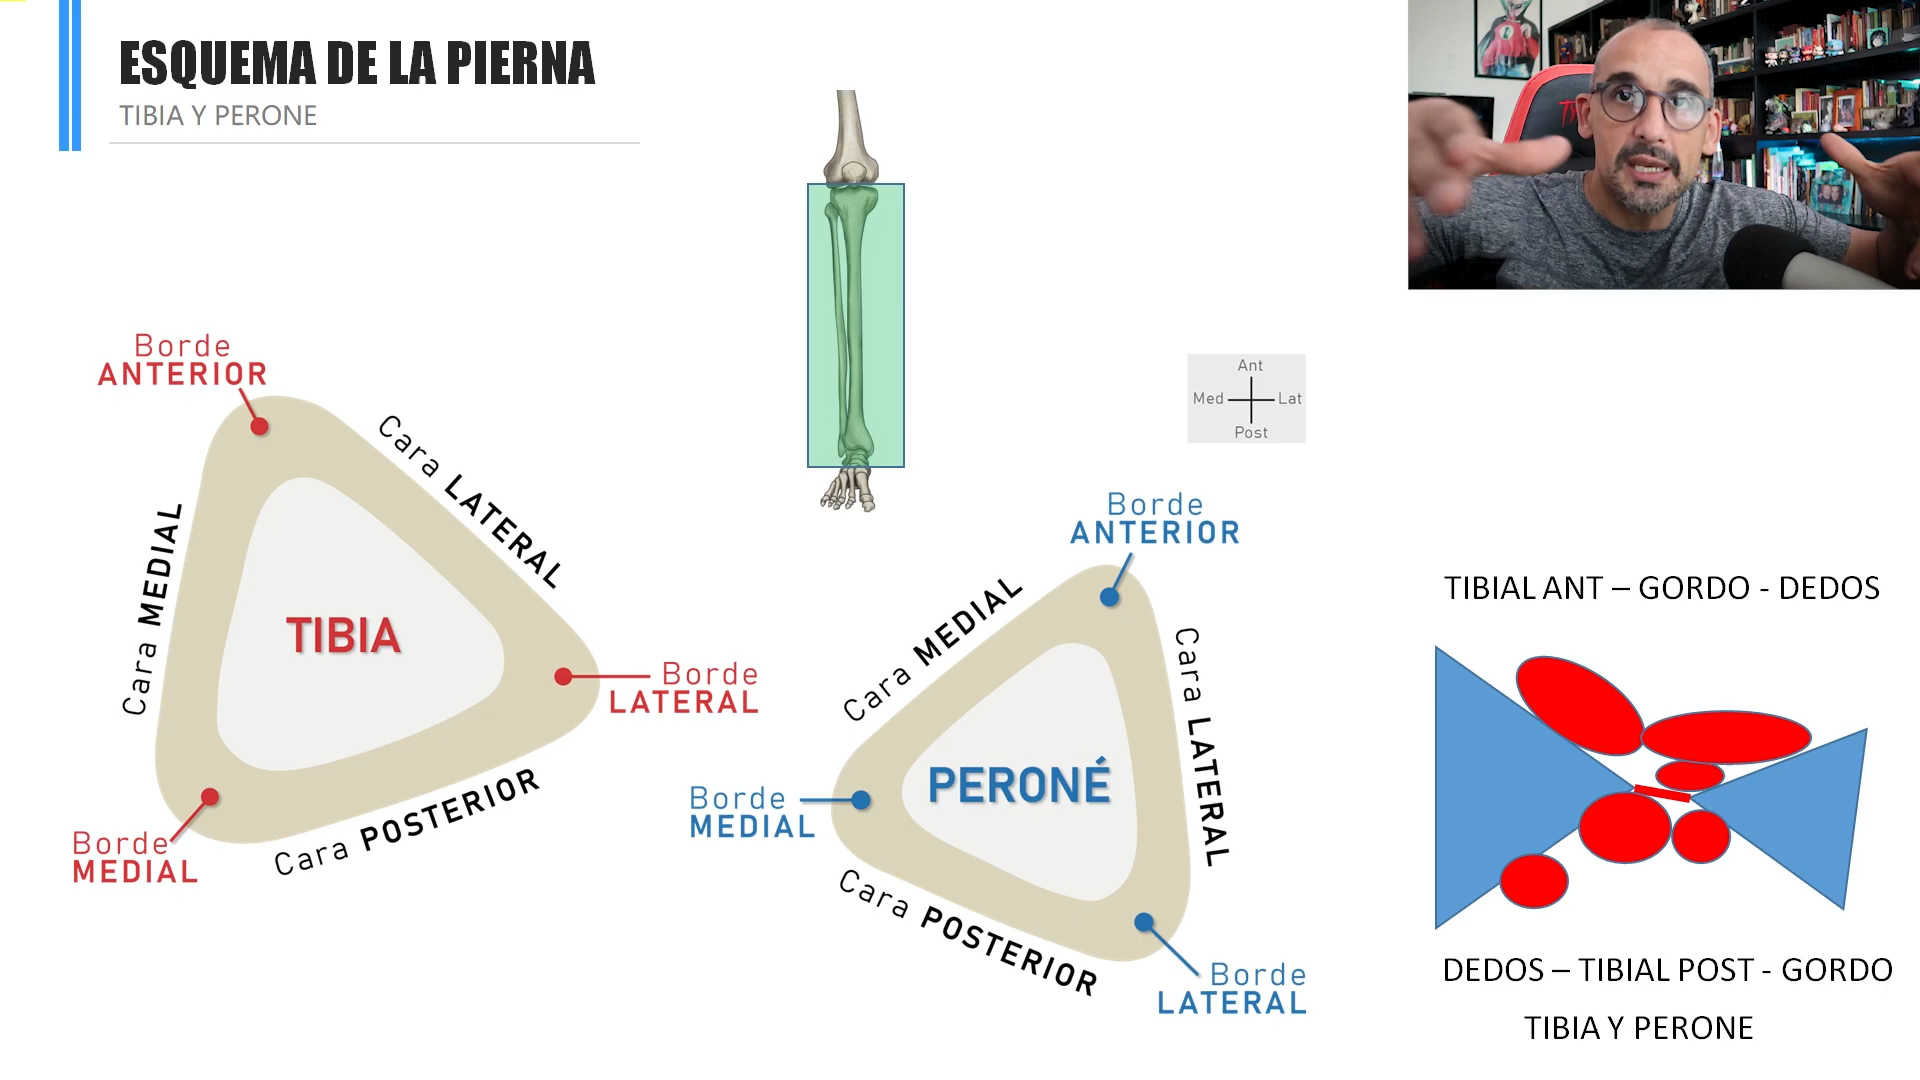 ESQUEMA DE LA PIERNA
TIBIA Y PERONE
Borde
ANTERIOR
Cara LATERAL
Cara MEDIAL
TIBIA
Borde
LATERAL
Borde
MEDIAL
Cara POSTERIOR
Ant
Med
Lat
Post
Borde
ANTERIOR
Cara MEDIAL
Cara LATERAL
PERONÉ
Borde
MEDIAL
Cara POSTERIOR
Borde
LATERAL
TIBIAL ANT – GORDO - DEDOS
DEDOS – TIBIAL POST - GORDO
TIBIA Y PERONE